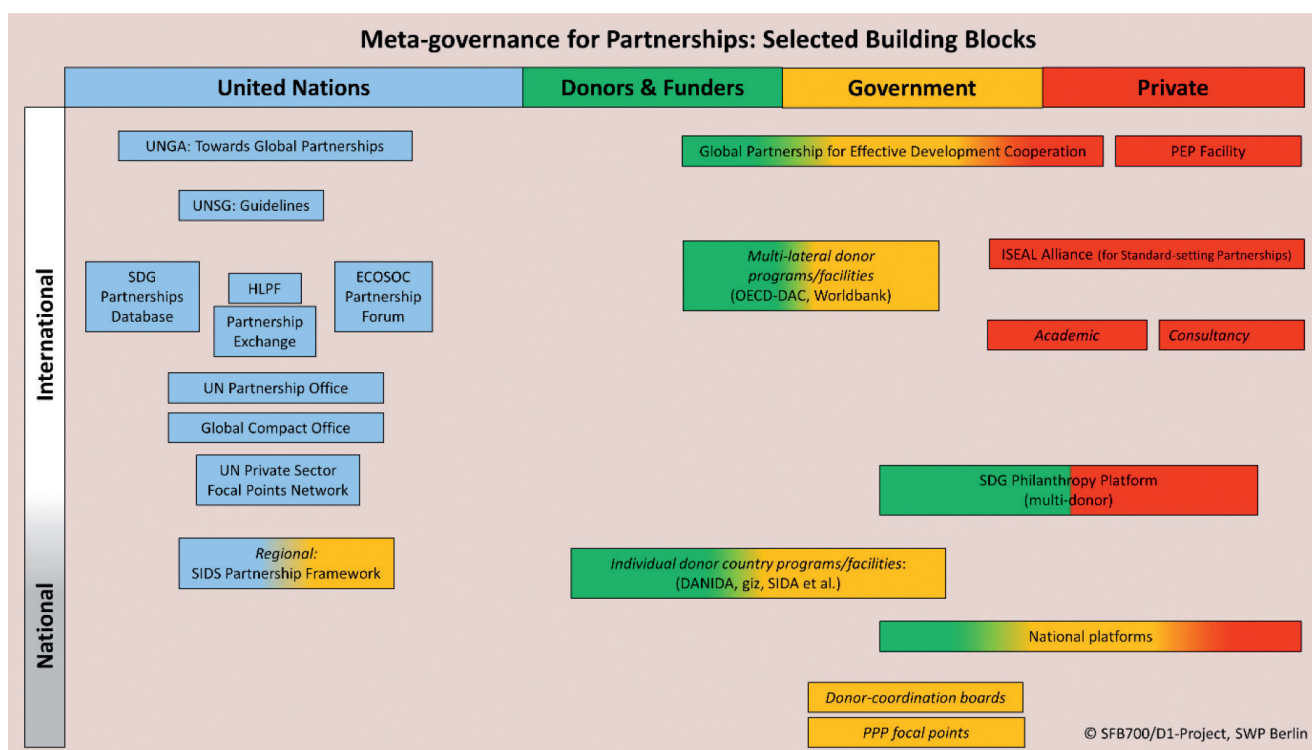 Meta-governance for Partnerships: Selected Building Blocks
United Nations
Donors & Funders
Government
Private
International
National
UNGA: Towards Global Partnerships
Global Partnership for Effective Development Cooperation
PEP Facility
UNSG: Guidelines
SDG
Partnerships
Database
HLPF
Partnership
Exchange
ECOSOC
Partnership
Forum
Multi-lateral donor
programs/facilities
(OECD-DAC, Worldbank)
ISEAL Alliance (for Standard-setting Partnerships)
Academic
Consultancy
UN Partnership Office
Global Compact Office
UN Private Sector
Focal Points Network
SDG Philanthropy Platform
(multi-donor)
Regional:
SIDS Partnership Framework
Individual donor country programs/facilities:
(DANIDA, giz, SIDA et al.)
National platforms
Donor-coordination boards
PPP focal points
© SFB700/D1-Project, SWP Berlin